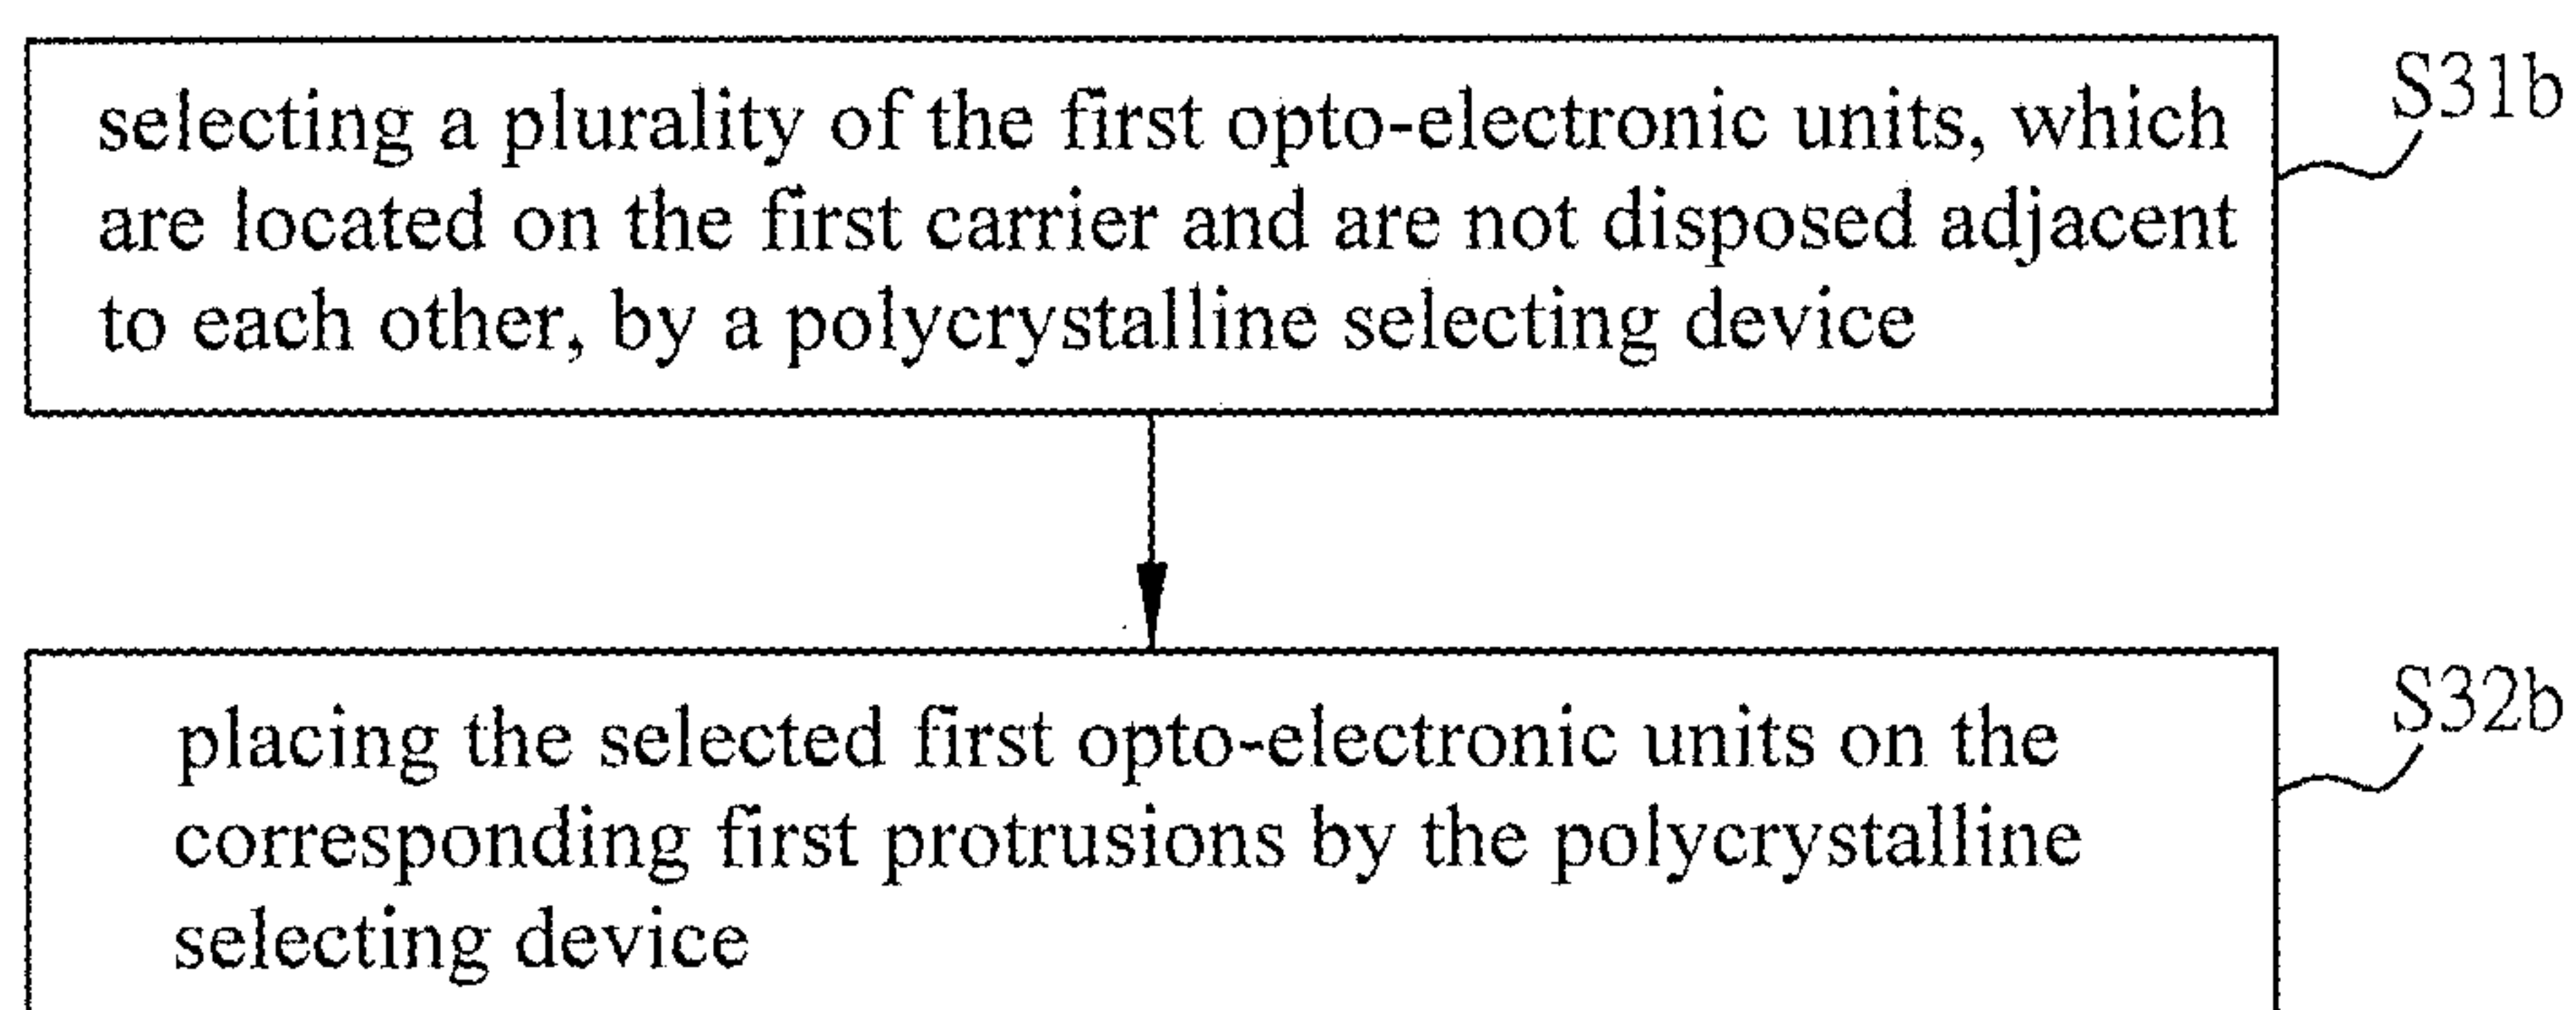 selecting a plurality of the first opto-electronic units, which
are located on the first carrier and are not disposed adjacent
to each other, by a polycrystalline selecting device
S31b
placing the selected first opto-electronic units on the
corresponding first protrusions by the polycrystalline
selecting device
S32b